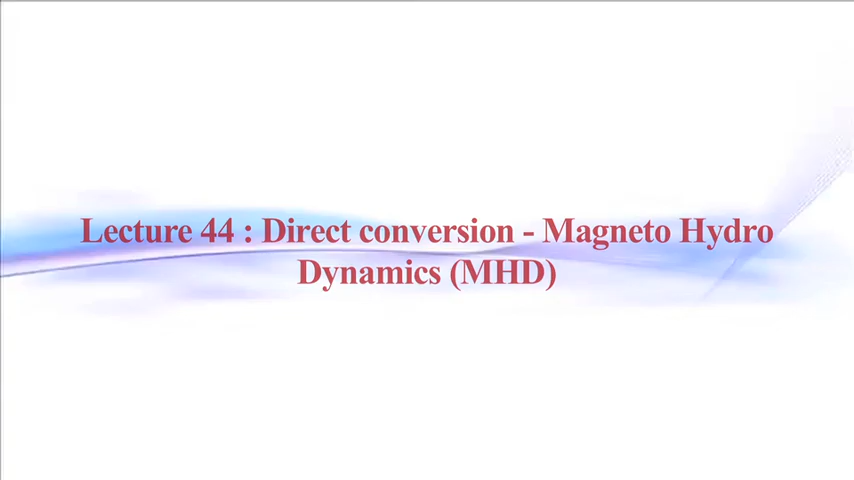 Lecture 44 : Direct conversion - Magneto Hydro
Dynamics (MHD)